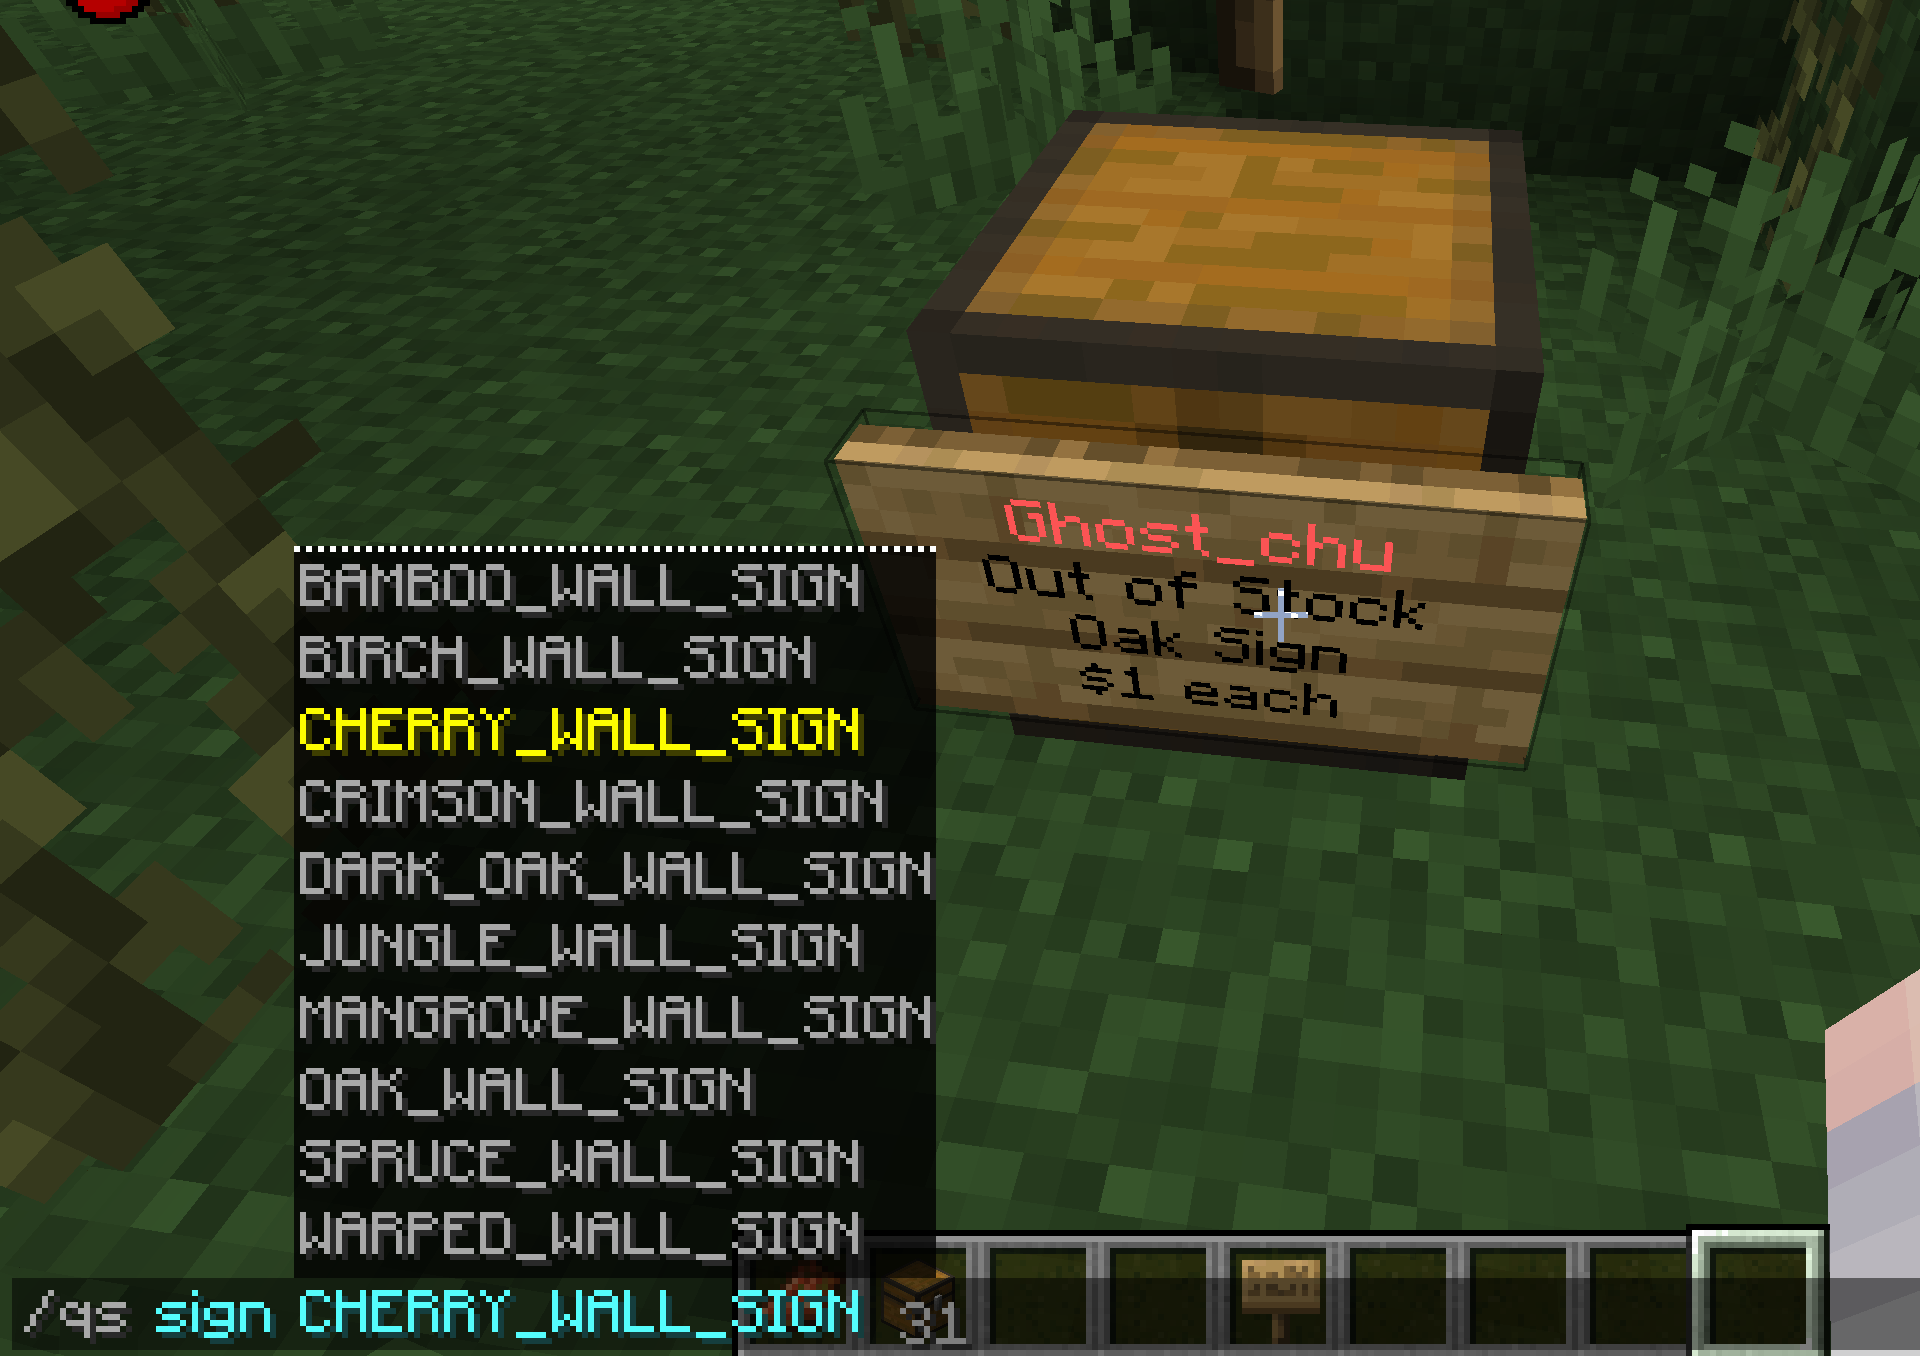 Ghost_chu
Out of Stock
Oak Sign
$1 each
BAMBOO_WALL_SIGN
BIRCH_WALL_SIGN
CHERRY_WALL_SIGN
CRIMSON_WALL_SIGN
DARK_OAK_WALL_SIGN
JUNGLE_WALL_SIGN
MANGROVE_WALL_SIGN
OAK_WALL_SIGN
SPRUCE_WALL_SIGN
WARPED_WALL_SIGN
/qs sign CHERRY_WALL_SIGN
31